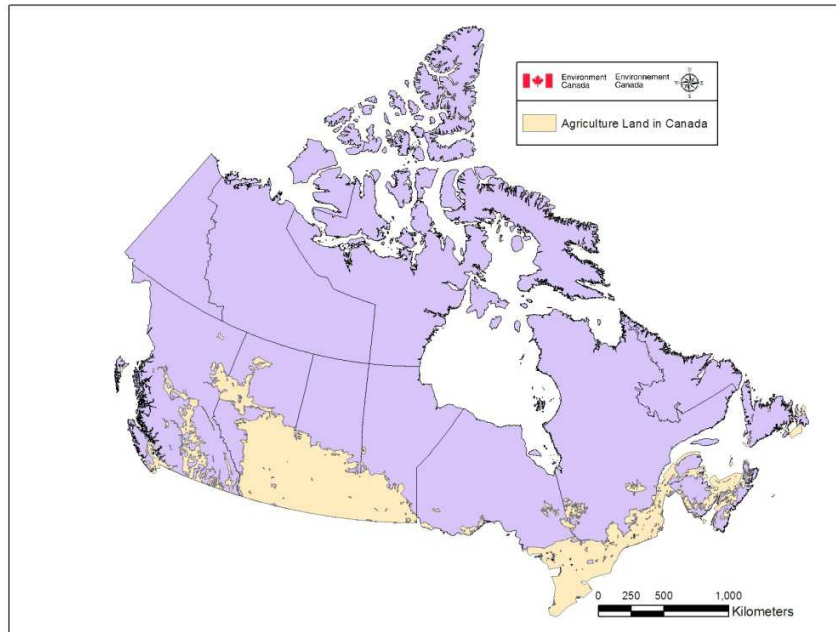 N
Environment Environnement
Canada Canada
W E
S
Agriculture Land in Canada
0 250 500 1,000
Kilometers